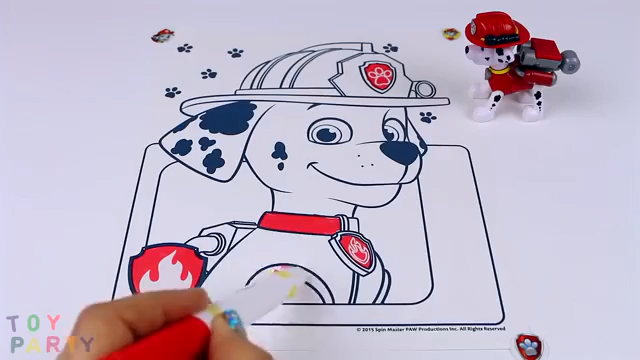 © 2015 Spin Master PAW Productions Inc. All Rights Reserved.
TOY
PARTY